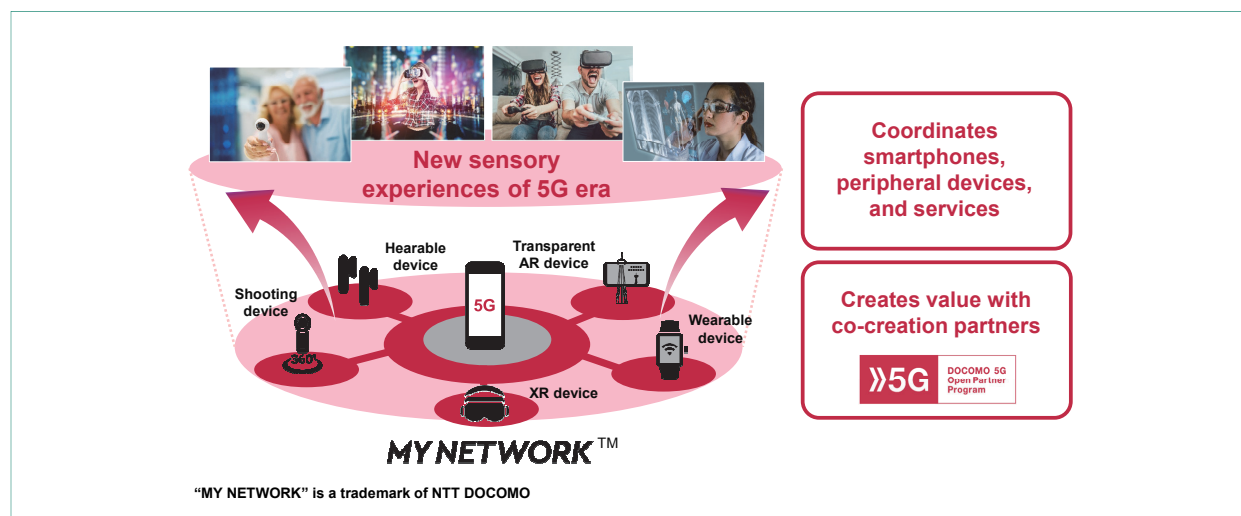 New sensory
experiences of 5G era
Hearable
device
Transparent
AR device
Shooting
device
5G
Wearable
device
360°
XR device
MY NETWORK™
"MY NETWORK" is a trademark of NTT DOCOMO
Coordinates
smartphones,
peripheral devices,
and services
Creates value with
co-creation partners
5G
DOCOMO 5G
Open Partner
Program